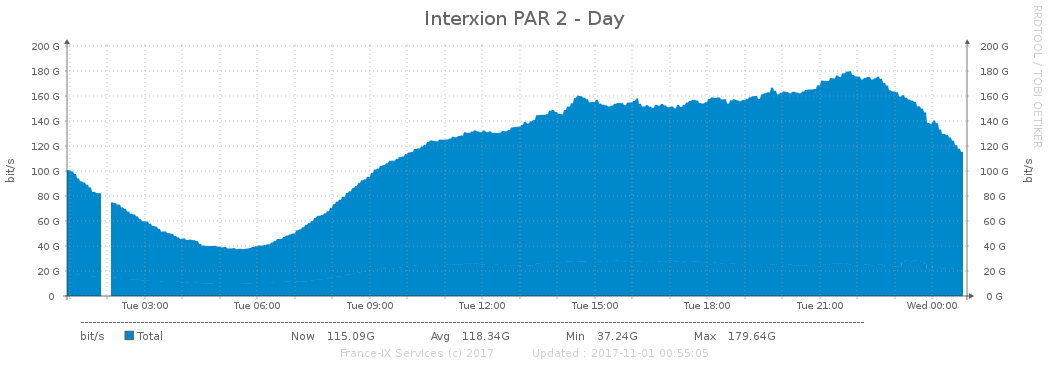 Interxion PAR 2 - Day
RRDTOOL / TOBI OETIKER
bit/s
200 G 200 G
180 G 180 G
160 G 160 G
140 G 140 G
120 G 120 G
100 G 100 G
80 G 80 G
60 G 60 G
40 G 40 G
20 G 20 G
0 0 G
bit/s
Tue 03:00 Tue 06:00 Tue 09:00 Tue 12:00 Tue 15:00 Tue 18:00 Tue 21:00 Wed 00:00
bit/s Total Now 115.09G Avg 118.34G Min 37.24G Max 179.64G
France-IX Services (c) 2017 Updated : 2017-11-01 00:55:05